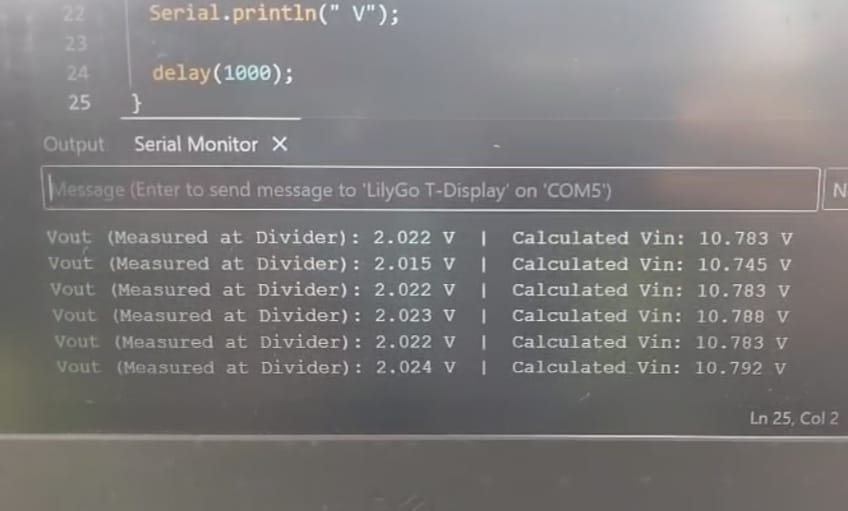 22 Serial.println(" V");
23
24 delay(1000);
25 }
Output Serial Monitor X
Message (Enter to send message to 'LilyGo T-Display' on 'COM5') N
Vout (Measured at Divider): 2.022 V | Calculated Vin: 10.783 V
Vout (Measured at Divider): 2.015 V | Calculated Vin: 10.745 V
Vout (Measured at Divider): 2.022 V | Calculated Vin: 10.783 V
Vout (Measured at Divider): 2.023 V | Calculated Vin: 10.788 V
Vout (Measured at Divider): 2.022 V | Calculated Vin: 10.783 V
Vout (Measured at Divider): 2.024 V | Calculated Vin: 10.792 V
Ln 25, Col 2